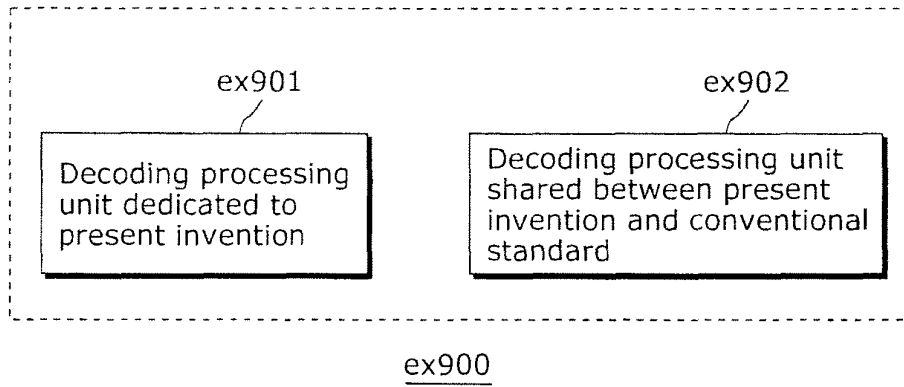 ex901
ex902
Decoding processing
unit dedicated to
present invention
Decoding processing unit
shared between present
invention and conventional
standard
ex900